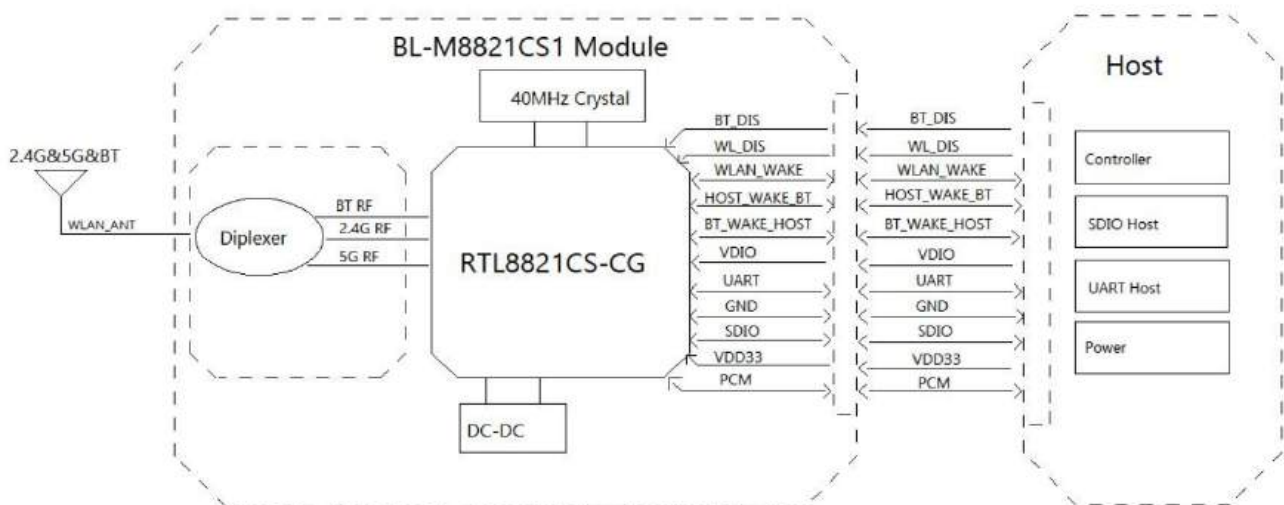 BL-M8821CS1 Module
Host
40MHz Crystal
2.4G&5G&BT
WLAN_ANT
Diplexer
BT RF
2.4G RF
5G RF
RTL8821CS-CG
DC-DC
BT_DIS
WL_DIS
WLAN_WAKE
HOST_WAKE_BT
BT_WAKE_HOST
VDIO
UART
GND
SDIO
VDD33
PCM
BT_DIS
WL_DIS
WLAN_WAKE
HOST_WAKE_BT
BT_WAKE_HOST
VDIO
UART
GND
SDIO
VDD33
PCM
Controller
SDIO Host
UART Host
Power